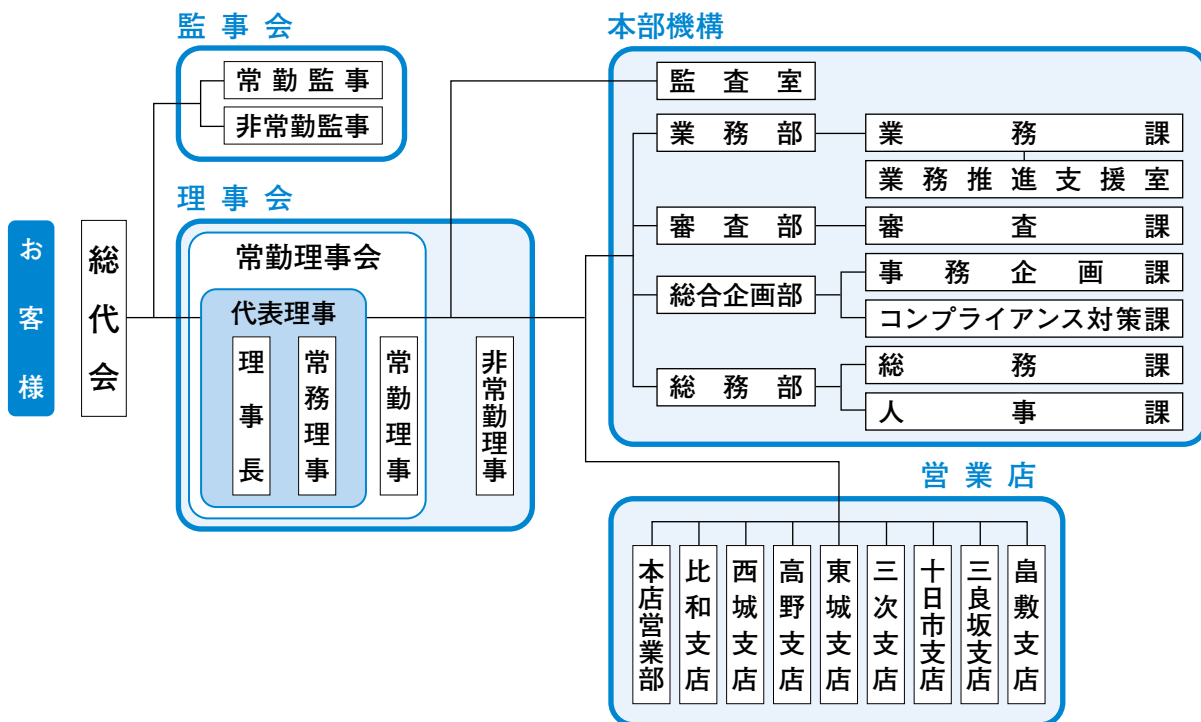 お客様
総代会
監事会
常勤監事
非常勤監事
理事会
常勤理事会
代表理事
理事長
常務理事
常勤理事
非常勤理事
本部機構
監査室
業務部
業務課
業務推進支援室
審査部
審査課
総合企画部
事務企画課
コンプライアンス対策課
総務部
総務課
人事課
営業店
本店営業部
比和支店
西城支店
高野支店
東城支店
三次支店
十日市支店
三良坂支店
畠敷支店